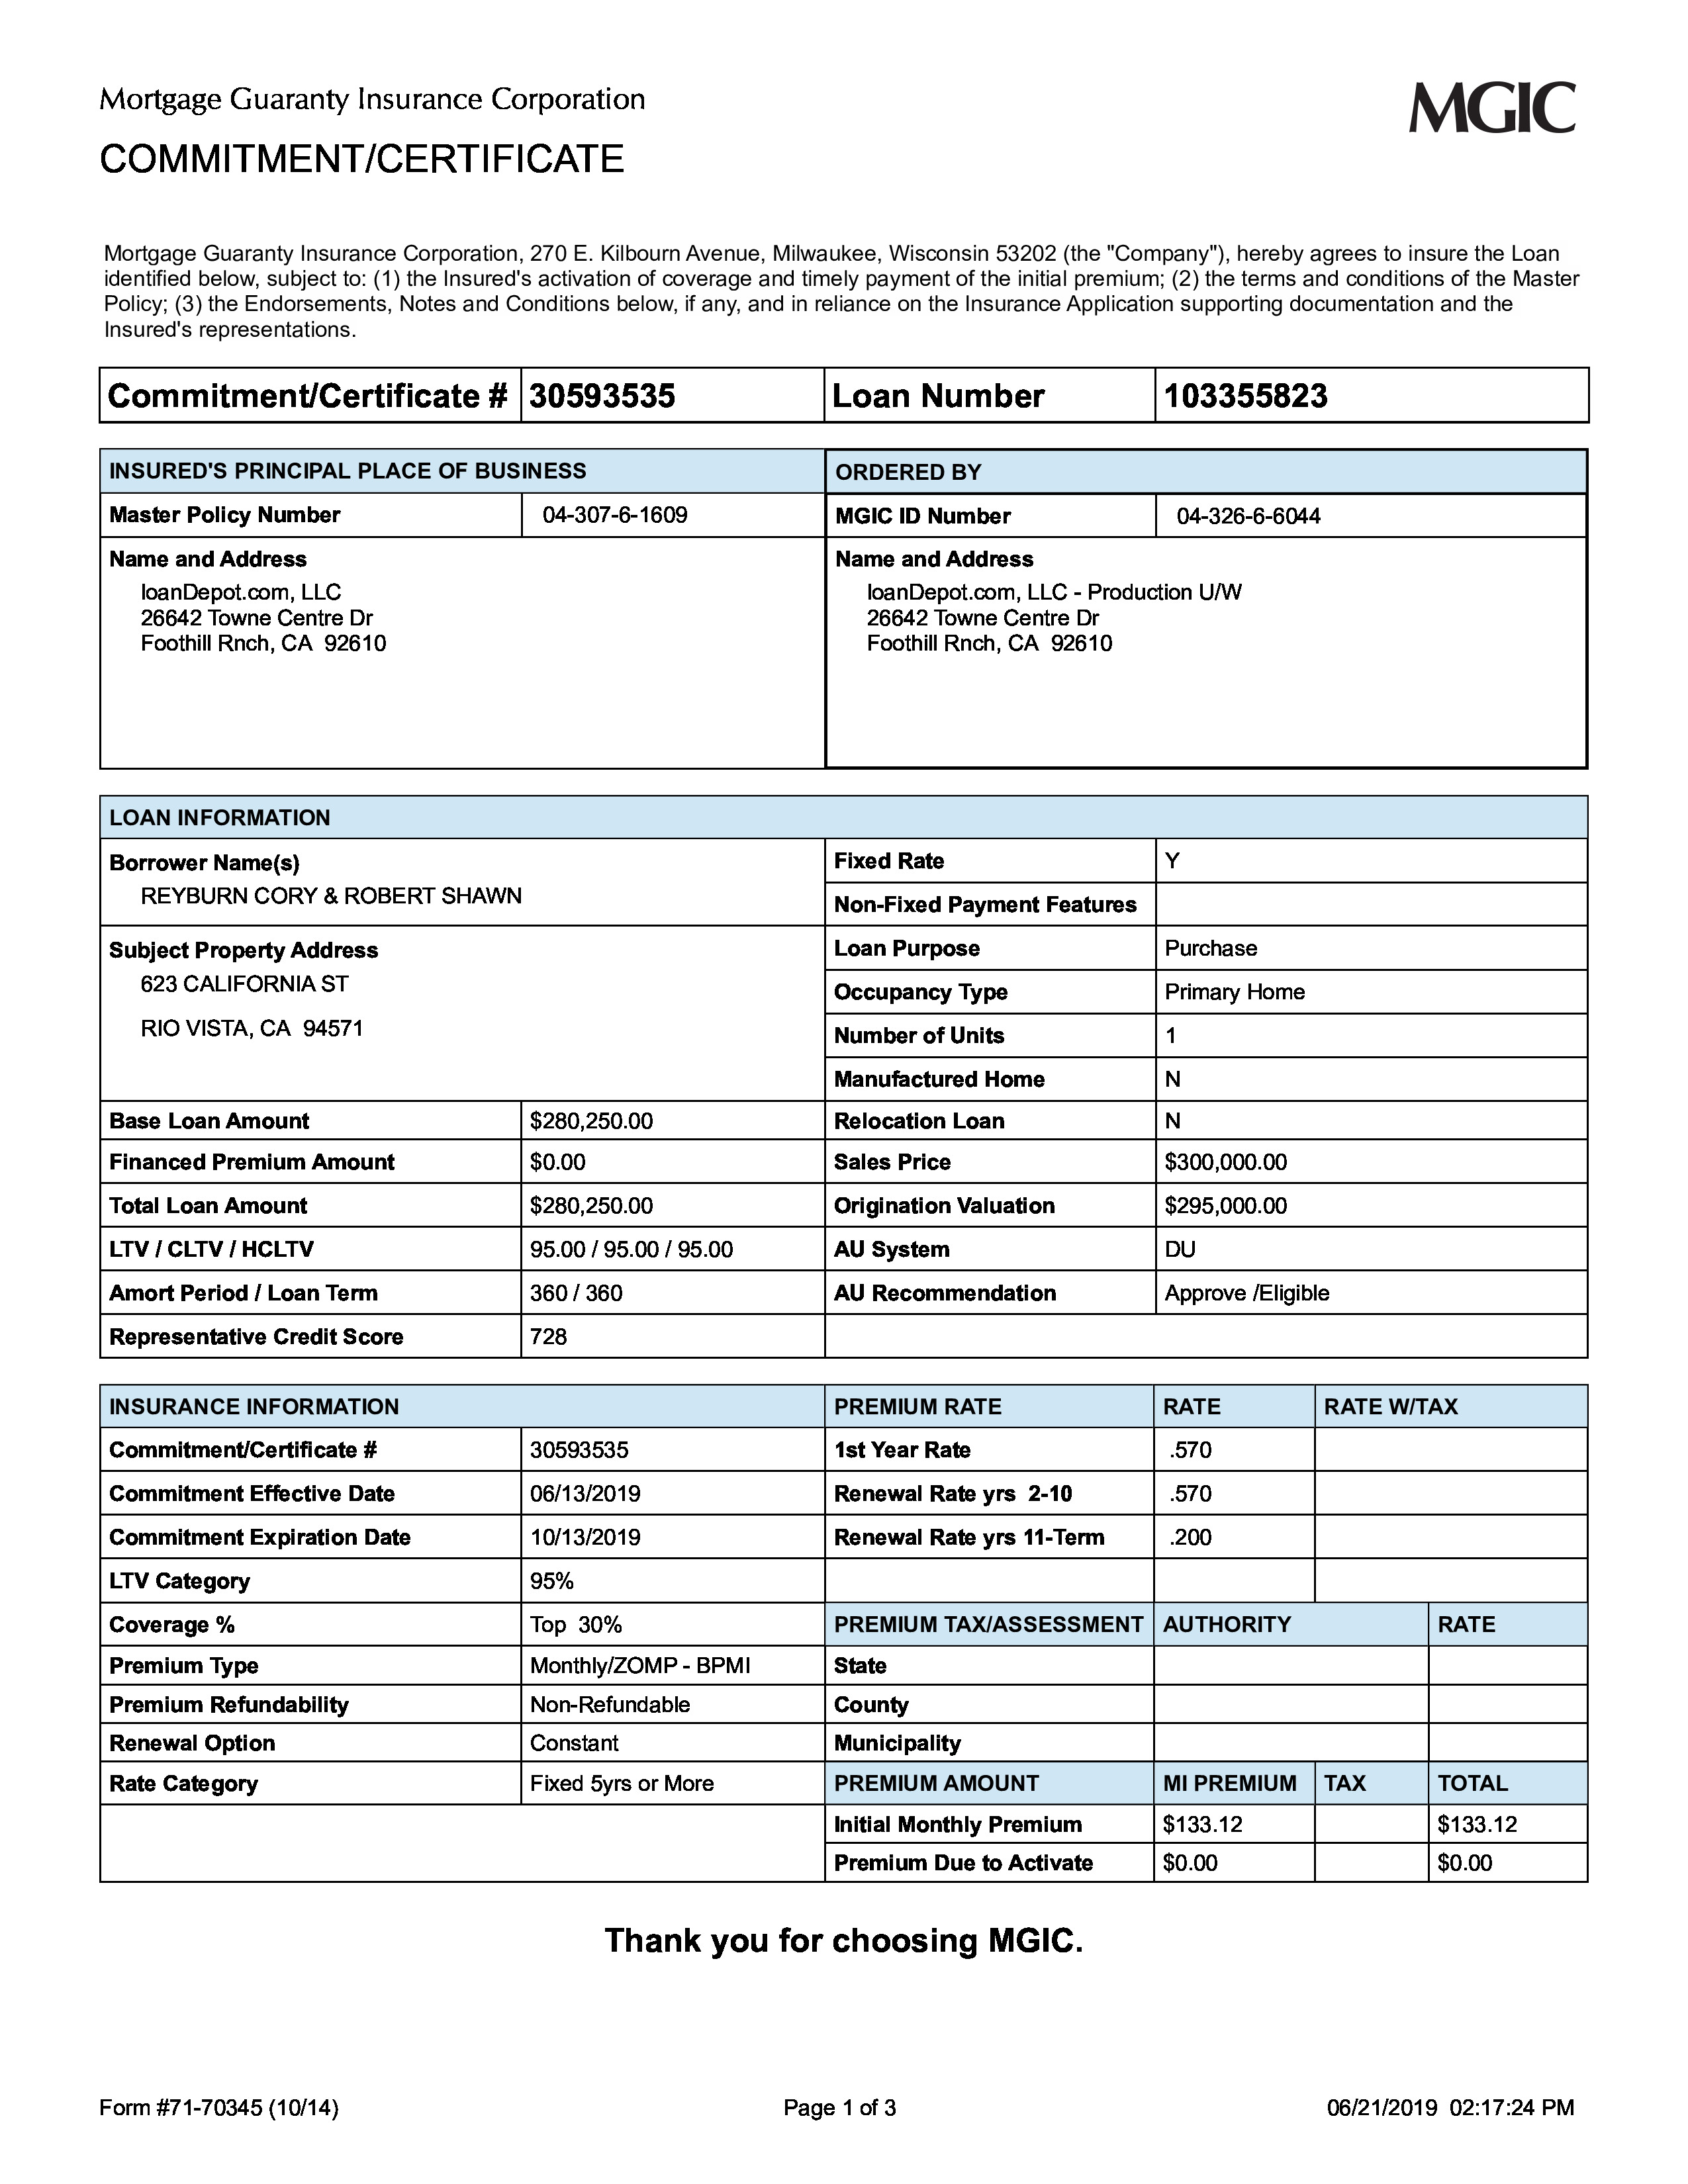 Mortgage Guaranty Insurance Corporation
MGIC
COMMITMENT/CERTIFICATE
Mortgage Guaranty Insurance Corporation, 270 E. Kilbourn Avenue, Milwaukee, Wisconsin 53202 (the "Company"), hereby agrees to insure the Loan
identified below, subject to: (1) the Insured's activation of coverage and timely payment of the initial premium; (2) the terms and conditions of the Master
Policy; (3) the Endorsements, Notes and Conditions below, if any, and in reliance on the Insurance Application supporting documentation and the
Insured's representations.
Commitment/Certificate # 30593535 Loan Number 103355823
INSURED'S PRINCIPAL PLACE OF BUSINESS
Master Policy Number 04-307-6-1609
Name and Address
loanDepot.com, LLC
26642 Towne Centre Dr
Foothill Rnch, CA 92610
ORDERED BY
MGIC ID Number 04-326-6-6044
Name and Address
loanDepot.com, LLC - Production U/W
26642 Towne Centre Dr
Foothill Rnch, CA 92610
LOAN INFORMATION
Borrower Name(s)
REYBURN CORY & ROBERT SHAWN
Subject Property Address
623 CALIFORNIA ST
RIO VISTA, CA 94571
Fixed Rate Y
Non-Fixed Payment Features
Loan Purpose Purchase
Occupancy Type Primary Home
Number of Units 1
Manufactured Home N
Base Loan Amount $280,250.00 Relocation Loan N
Financed Premium Amount $0.00 Sales Price $300,000.00
Total Loan Amount $280,250.00 Origination Valuation $295,000.00
LTV / CLTV / HCLTV 95.00 / 95.00 / 95.00 AU System DU
Amort Period / Loan Term 360 / 360 AU Recommendation Approve /Eligible
Representative Credit Score 728
INSURANCE INFORMATION PREMIUM RATE RATE RATE W/TAX
Commitment/Certificate # 30593535 1st Year Rate .570
Commitment Effective Date 06/13/2019 Renewal Rate yrs 2-10 .570
Commitment Expiration Date 10/13/2019 Renewal Rate yrs 11-Term .200
LTV Category 95%
Coverage % Top 30% PREMIUM TAX/ASSESSMENT AUTHORITY RATE
Premium Type Monthly/ZOMP - BPMI State
Premium Refundability Non-Refundable County
Renewal Option Constant Municipality
Rate Category Fixed 5yrs or More PREMIUM AMOUNT MI PREMIUM TAX TOTAL
Initial Monthly Premium $133.12 $133.12
Premium Due to Activate $0.00 $0.00
Thank you for choosing MGIC.
Form #71-70345 (10/14) Page 1 of 3 06/21/2019 02:17:24 PM